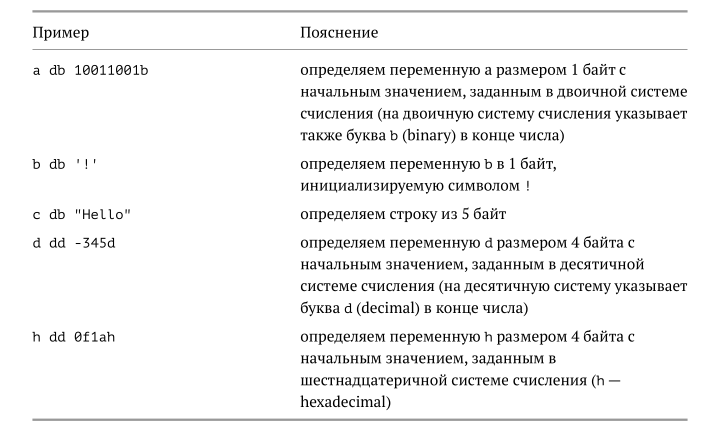 Пример Пояснение
a db 10011001b определяем переменную a размером 1 байт с
начальным значением, заданным в двоичной системе
счисления (на двоичную систему счисления указывает
также буква b (binary) в конце числа)
b db '!' определяем переменную b в 1 байт,
инициализируемую символом !
c db "Hello" определяем строку из 5 байт
d dd -345d определяем переменную d размером 4 байта с
начальным значением, заданным в десятичной
системе счисления (на десятичную систему указывает
буква d (decimal) в конце числа)
h dd 0f1ah определяем переменную h размером 4 байта с
начальным значением, заданным в
шестнадцатеричной системе счисления (h —
hexadecimal)